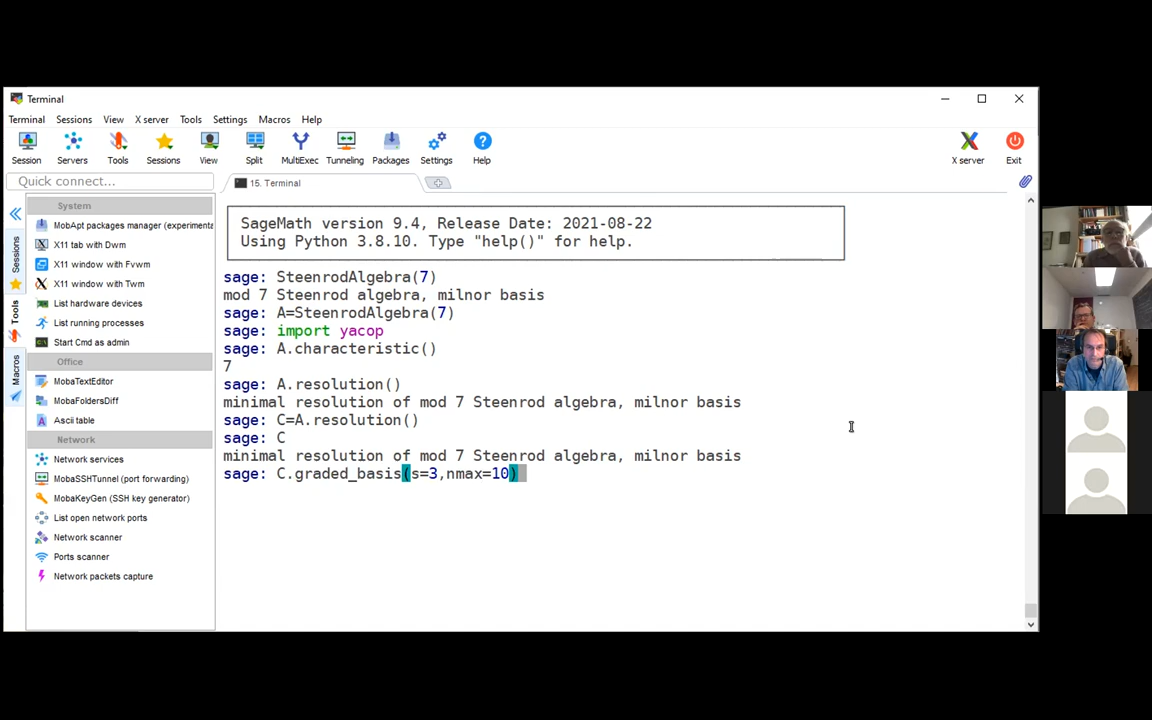 Terminal
Terminal Sessions View X server Tools Settings Macros Help
Session Servers Tools Sessions View Split MultiExec Tunneling Packages Settings Help X server Exit
Quick connect...
15. Terminal
Sessions
Tools
Macros
System
MobApt packages manager (experimenta
X11 tab with Dwm
X11 window with Fvwm
X11 window with Twm
List hardware devices
List running processes
Start Cmd as admin
Office
MobaTextEditor
MobaFoldersDiff
Ascii table
Network
Network services
MobaSSHTunnel (port forwarding)
MobaKeyGen (SSH key generator)
List open network ports
Network scanner
Ports scanner
Network packets capture
SageMath version 9.4, Release Date: 2021-08-22
Using Python 3.8.10. Type "help()" for help.
sage: SteenrodAlgebra(7)
mod 7 Steenrod algebra, milnor basis
sage: A=SteenrodAlgebra(7)
sage: import yacop
sage: A.characteristic()
7
sage: A.resolution()
minimal resolution of mod 7 Steenrod algebra, milnor basis
sage: C=A.resolution()
sage: C
minimal resolution of mod 7 Steenrod algebra, milnor basis
sage: C.graded_basis(s=3,nmax=10)